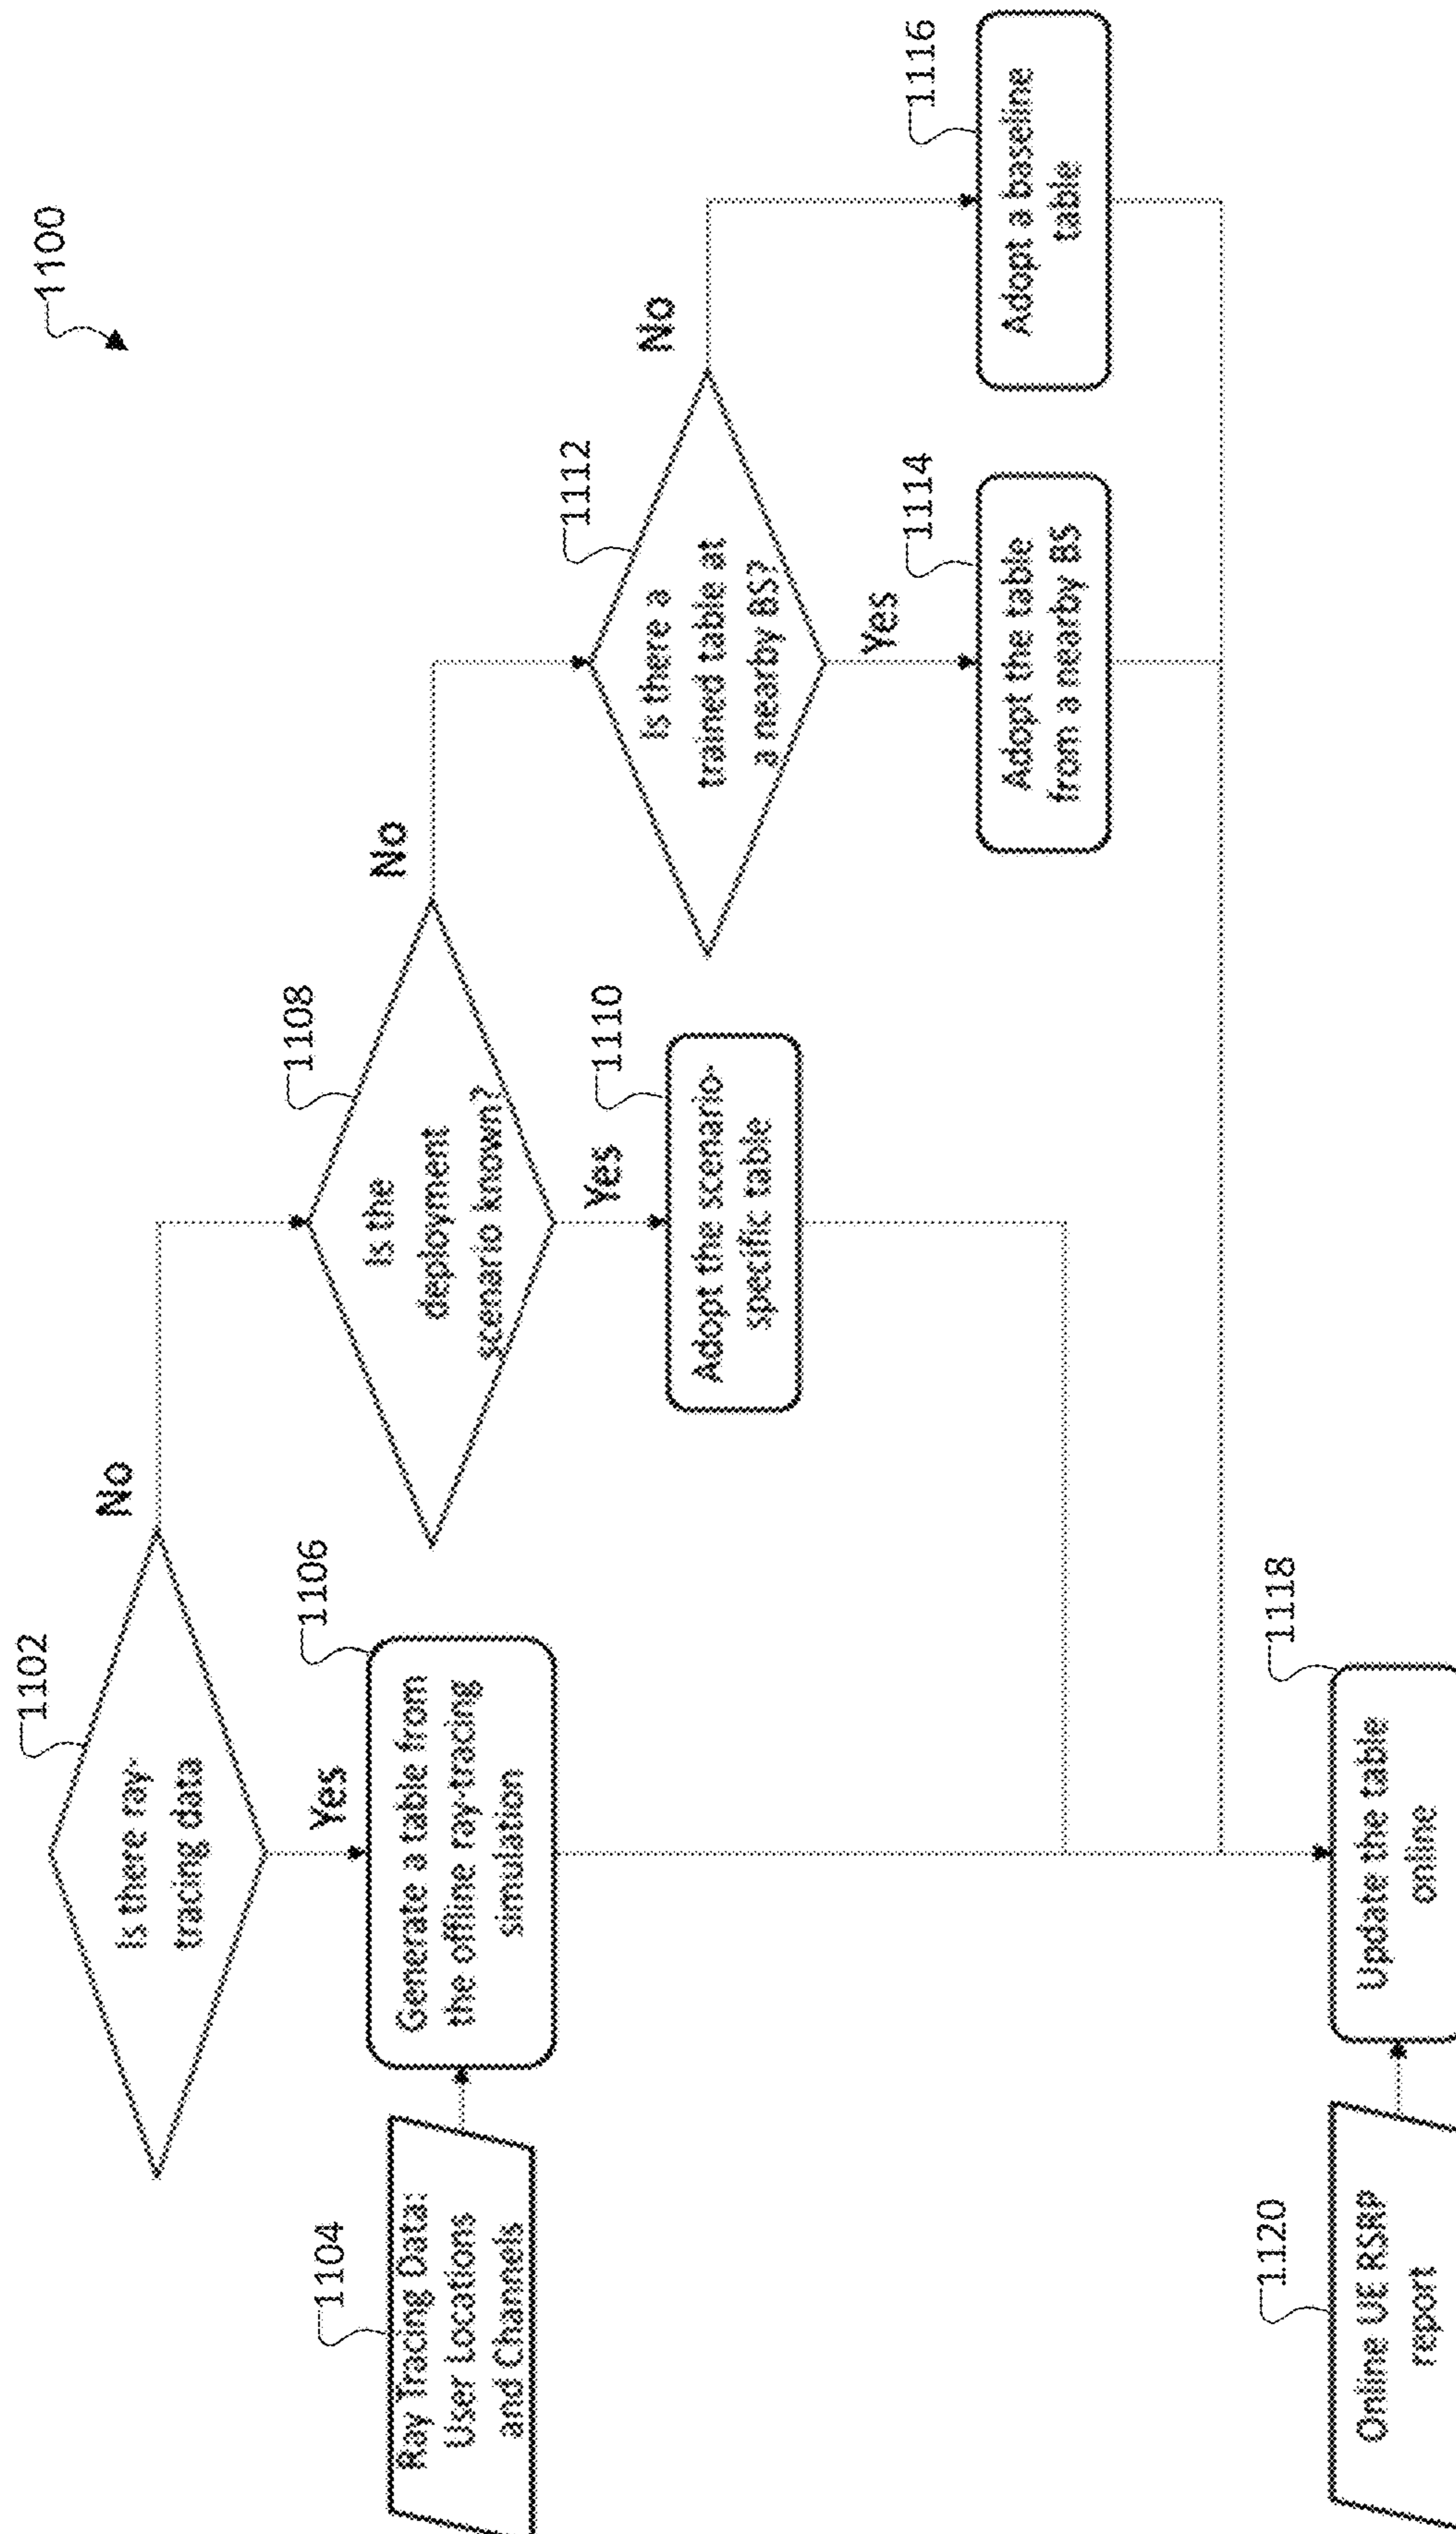 1100
1102
Is there ray-
tracing data
No
Yes
1104
Ray Tracing Data:
User Locations
and Channels
1106
Generate a table from
the offline ray-tracing
simulation
1108
Is the
deployment
scenario known?
No
Yes
1110
Adopt the scenario-
specific table
1112
Is there a
trained table at
a nearby BS?
No
Yes
1114
Adopt the table
from a nearby BS
1116
Adopt a baseline
table
1118
Update the table
online
1120
Online UE RSRP
report